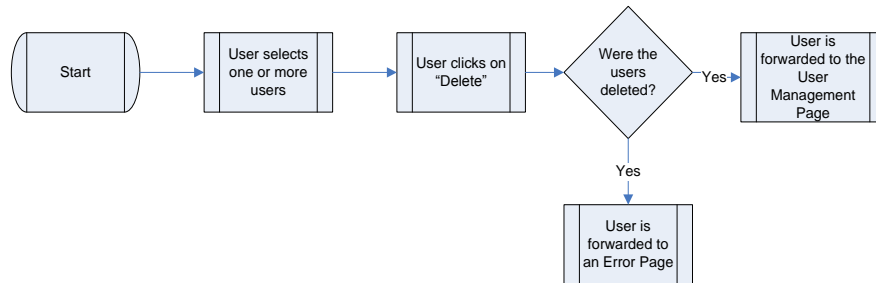 Start
User selects
one or more
users
User clicks on
“Delete”
Were the
users
deleted?
Yes
User is
forwarded to the
User
Management
Page
Yes
User is
forwarded to
an Error Page